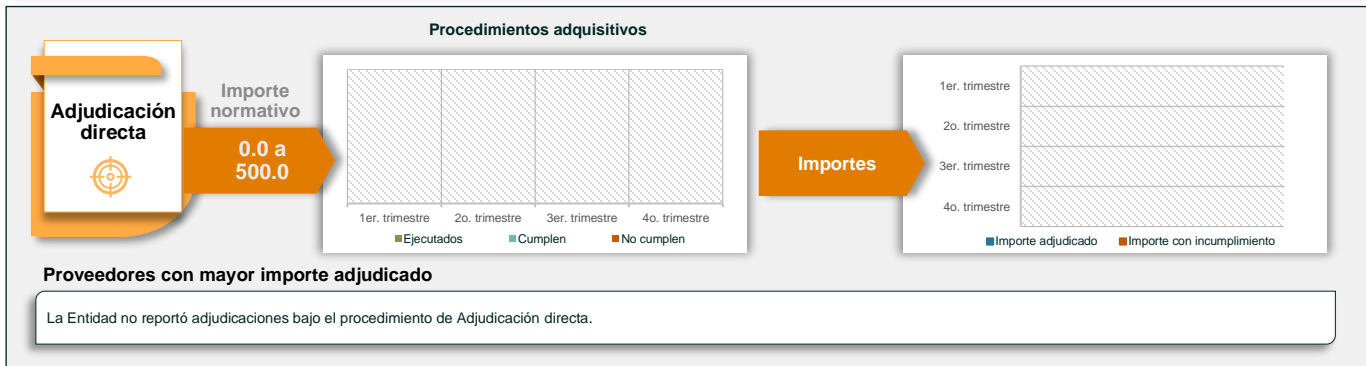 Procedimientos adquisitivos
Adjudicación
directa
Importe
normativo
0.0 a
500.0
1er. trimestre
2o. trimestre
3er. trimestre
4o. trimestre
Ejecutados
Cumplen
No cumplen
Importes
1er. trimestre
2o. trimestre
3er. trimestre
4o. trimestre
Importe adjudicado
Importe con incumplimiento
Proveedores con mayor importe adjudicado
La Entidad no reportó adjudicaciones bajo el procedimiento de Adjudicación directa.